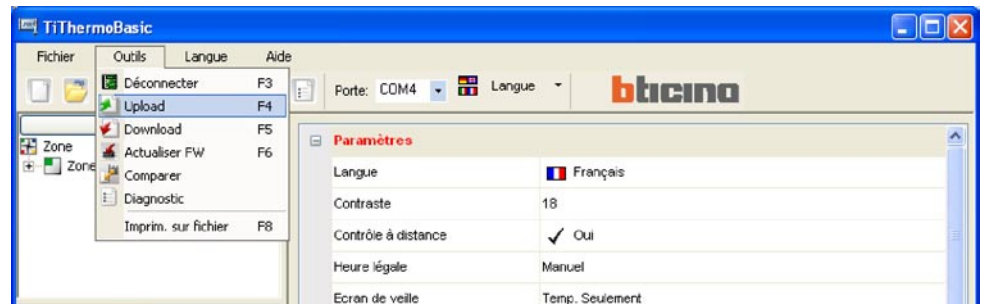 TiThermoBasic
Fichier Outils Langue Aide
Porte: COM4 Langue bticino
Déconnecter F3
Upload F4
Download F5
Actualiser FW F6
Comparer
Diagnostic
Imprim. sur fichier F8
Zone
Zone
Paramètres
Langue Français
Contraste 18
Contrôle à distance Oui
Heure légale Manuel
Ecran de veille Temp. Seulement